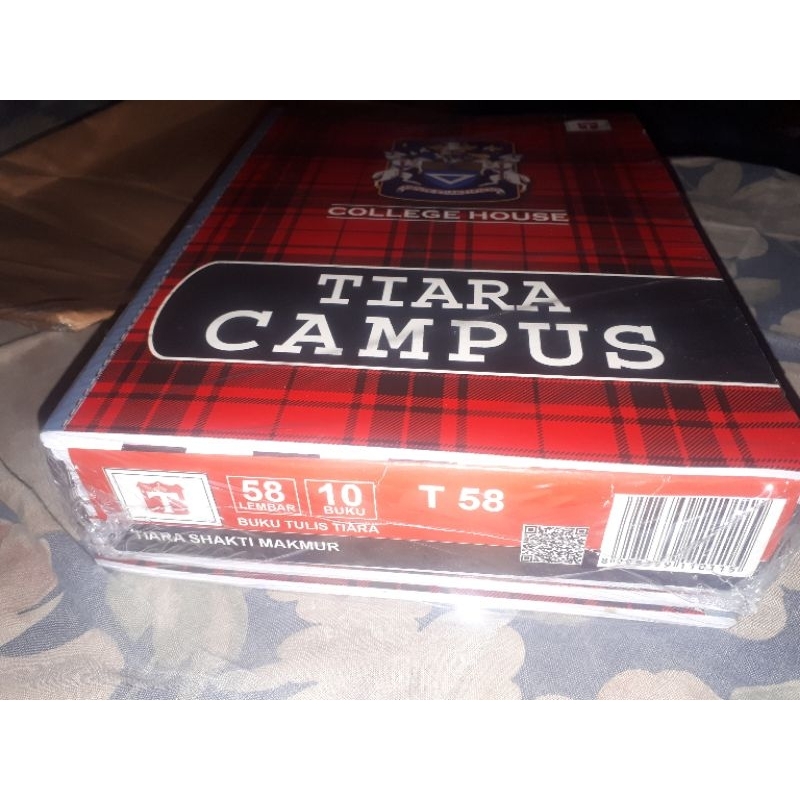 COLLEGE HOUSE
TIARA
CAMPUS
58
LEMBAR
10
BUKU
T 58
BUKU TULIS TIARA
TIARA SHAKTI MAKMUR